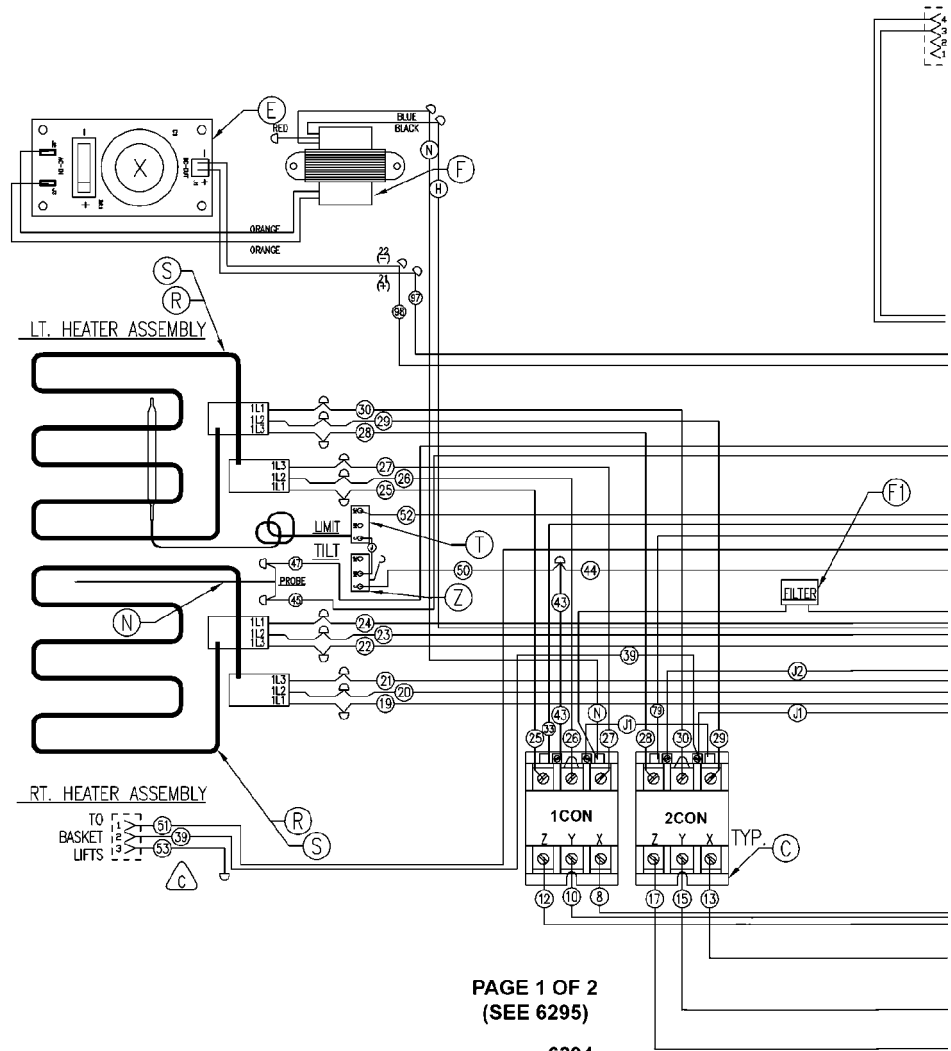 4
3
2
1
E
RED
BLUE
BLACK
N
H
F
X
ORANGE
ORANGE
22
(-)
21
(+)
98
97
S
R
LT. HEATER ASSEMBLY
1L1
1L2
1L3
30
29
28
1L3
1L2
1L1
27
26
25
LIMIT
52
T
TILT
50
Z
44
43
F1
FILTER
47
PROBE
45
N
1L1
1L2
1L3
24
23
22
39
J2
1L3
1L2
1L1
21
20
19
J1
25
33
43
26
N
J1
27
28
79
30
29
RT. HEATER ASSEMBLY
R
S
TO
BASKET
LIFTS
1
2
3
51
39
53
C
1CON
Z Y X
2CON
Z Y X
TYP.
C
12
10
8
17
15
13
PAGE 1 OF 2
(SEE 6295)